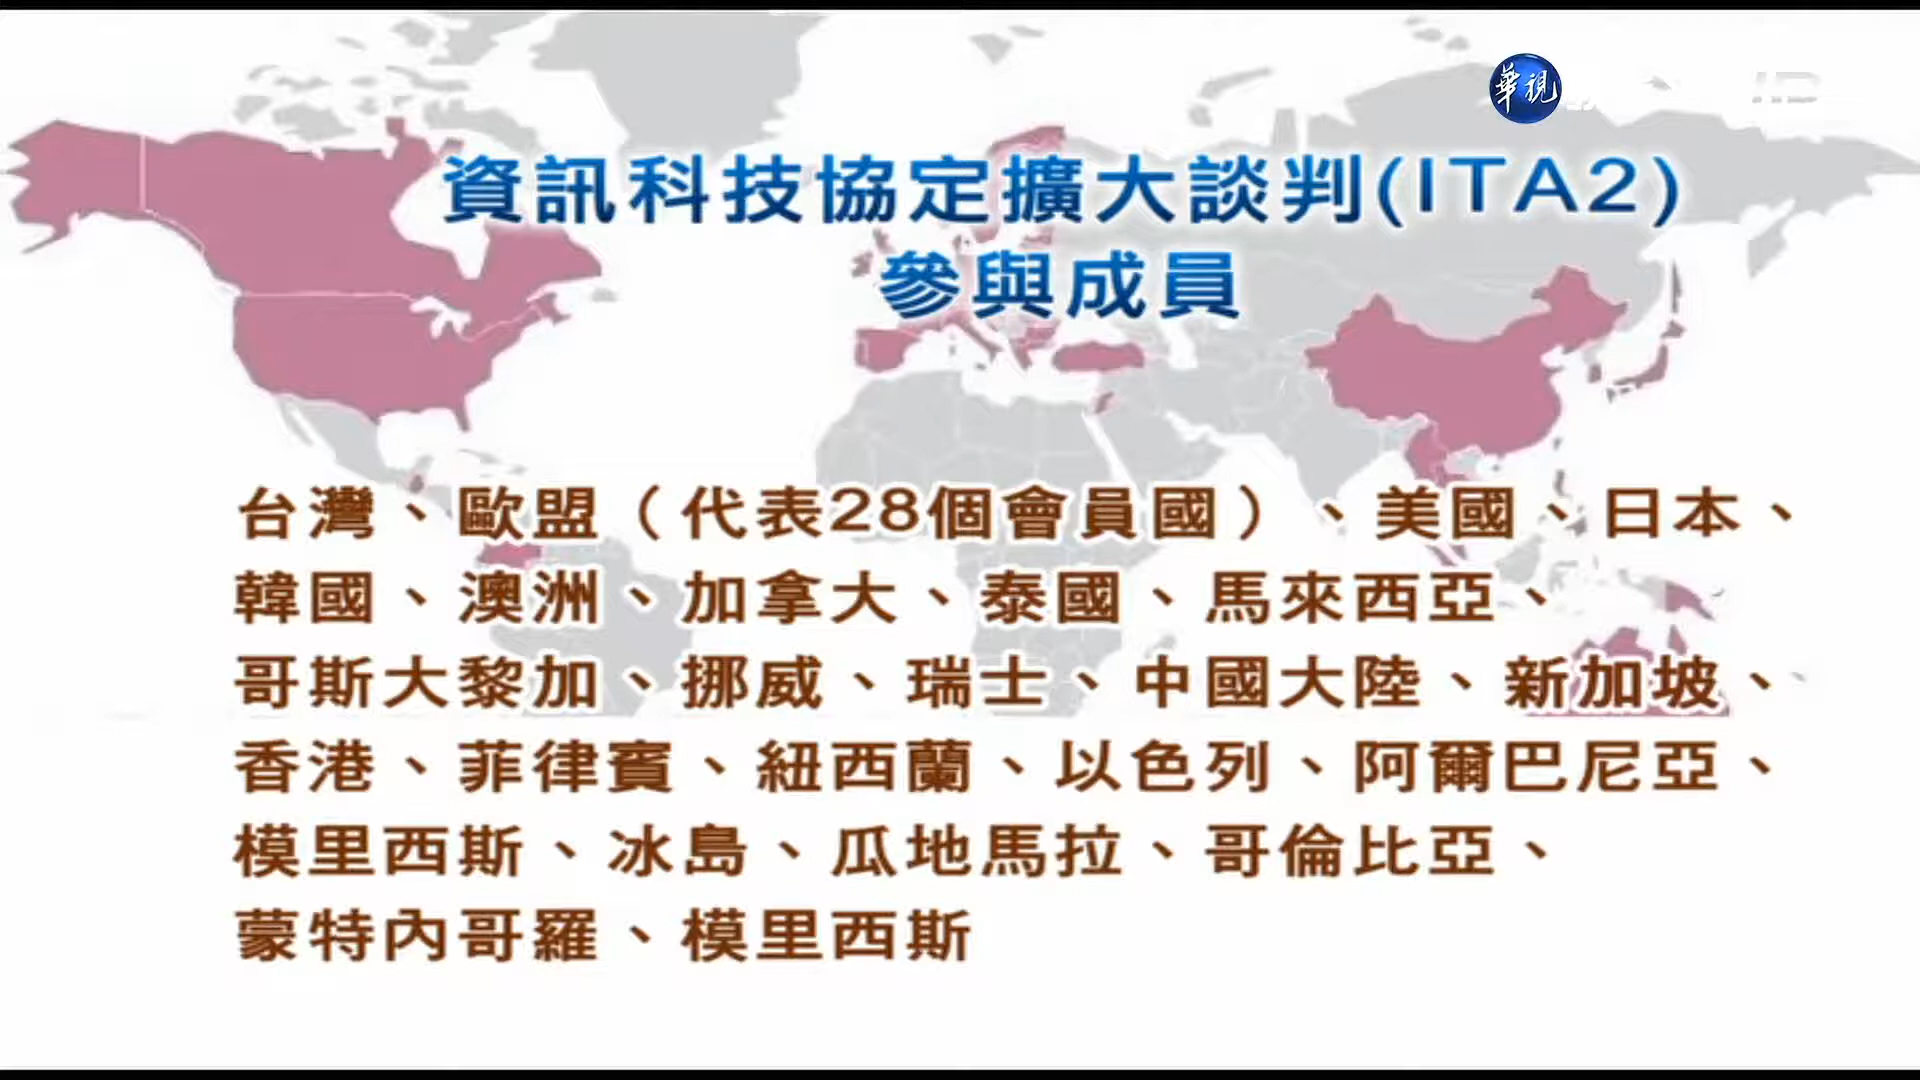 華視
資訊科技協定擴大談判(ITA2)
參與成員
台灣、歐盟（代表28個會員國）、美國、日本、
韓國、澳洲、加拿大、泰國、馬來西亞、
哥斯大黎加、挪威、瑞士、中國大陸、新加坡、
香港、菲律賓、紐西蘭、以色列、阿爾巴尼亞、
模里西斯、冰島、瓜地馬拉、哥倫比亞、
蒙特內哥羅、模里西斯